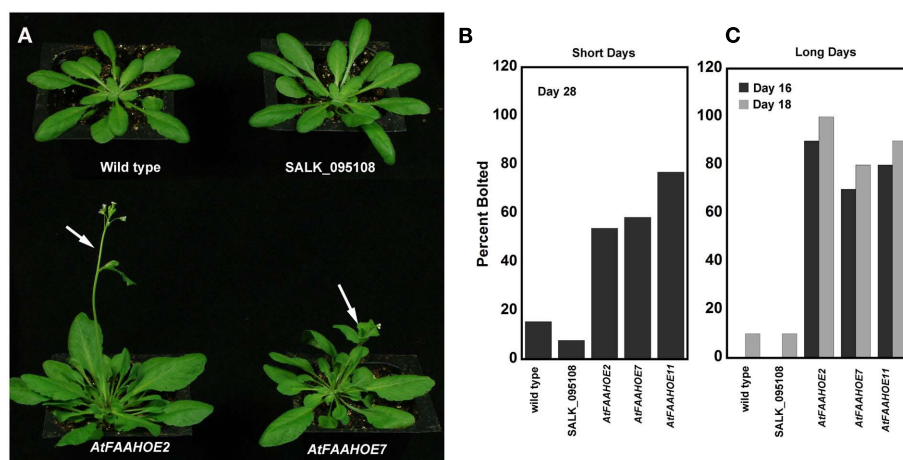 A
Wild type
SALK_095108
AtFAAHOE2
AtFAAHOE7
B
Short Days
Day 28
Percent Bolted
120
100
80
60
40
20
0
wild type
SALK_095108
AtFAAHOE2
AtFAAHOE7
AtFAAHOE11
C
Long Days
Day 16
Day 18
120
100
80
60
40
20
0
wild type
SALK_095108
AtFAAHOE2
AtFAAHOE7
AtFAAHOE11